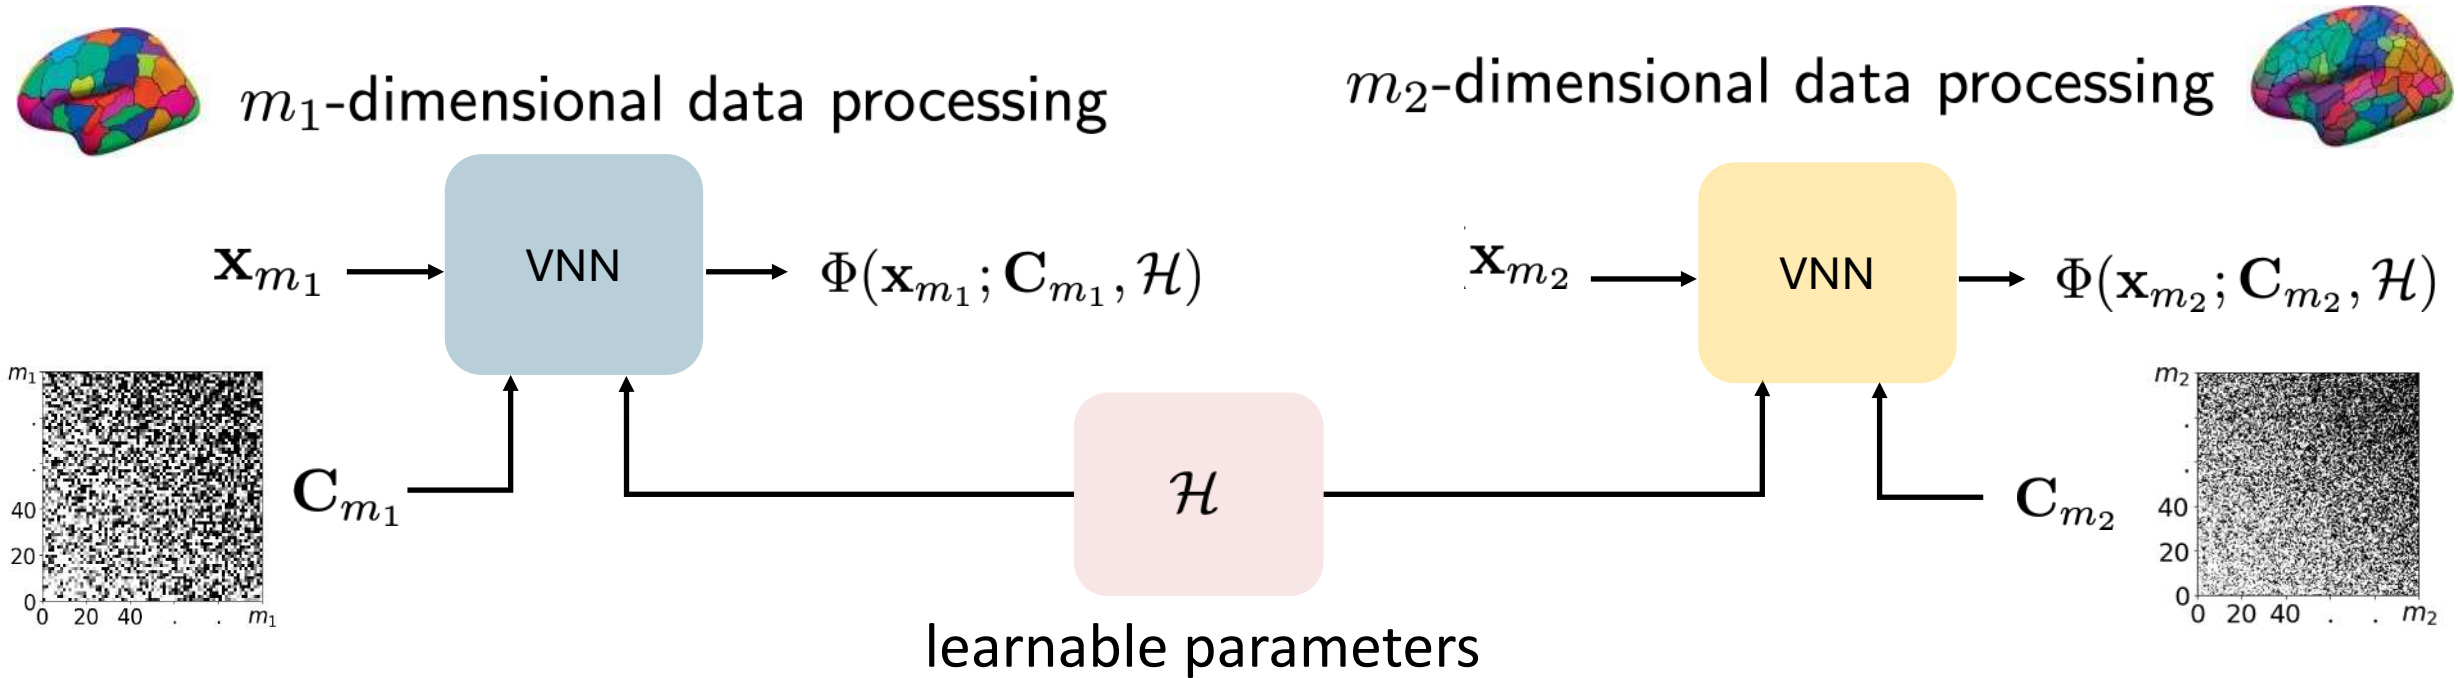 m₁-dimensional data processing
m₂-dimensional data processing
x_{m₁}
VNN
Φ(x_{m₁}; C_{m₁}, ℋ)
x_{m₂}
VNN
Φ(x_{m₂}; C_{m₂}, ℋ)
m₁
.
.
40
20
0
0 20 40 . . m₁
C_{m₁}
ℋ
learnable parameters
C_{m₂}
m₂
.
.
40
20
0
0 20 40 . . m₂